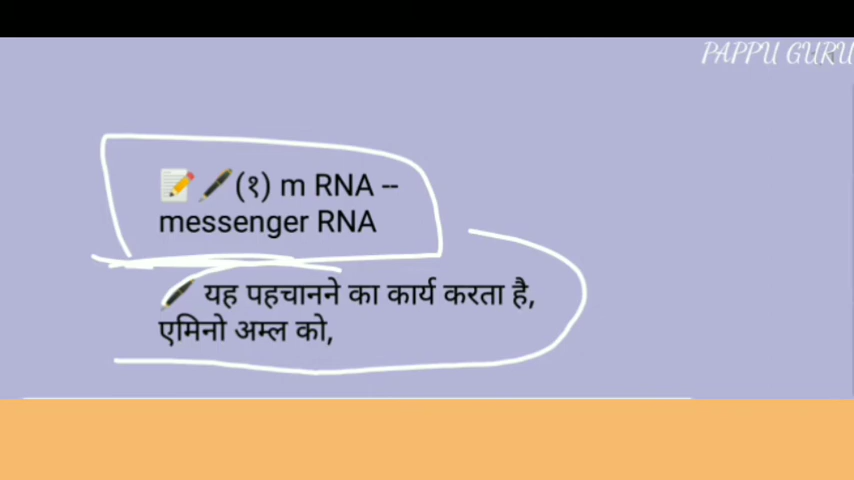 PAPPU GURU
📝🖋️(१) m RNA --
messenger RNA
🖋️ यह पहचानने का कार्य करता है,
एमिनो अम्ल को,